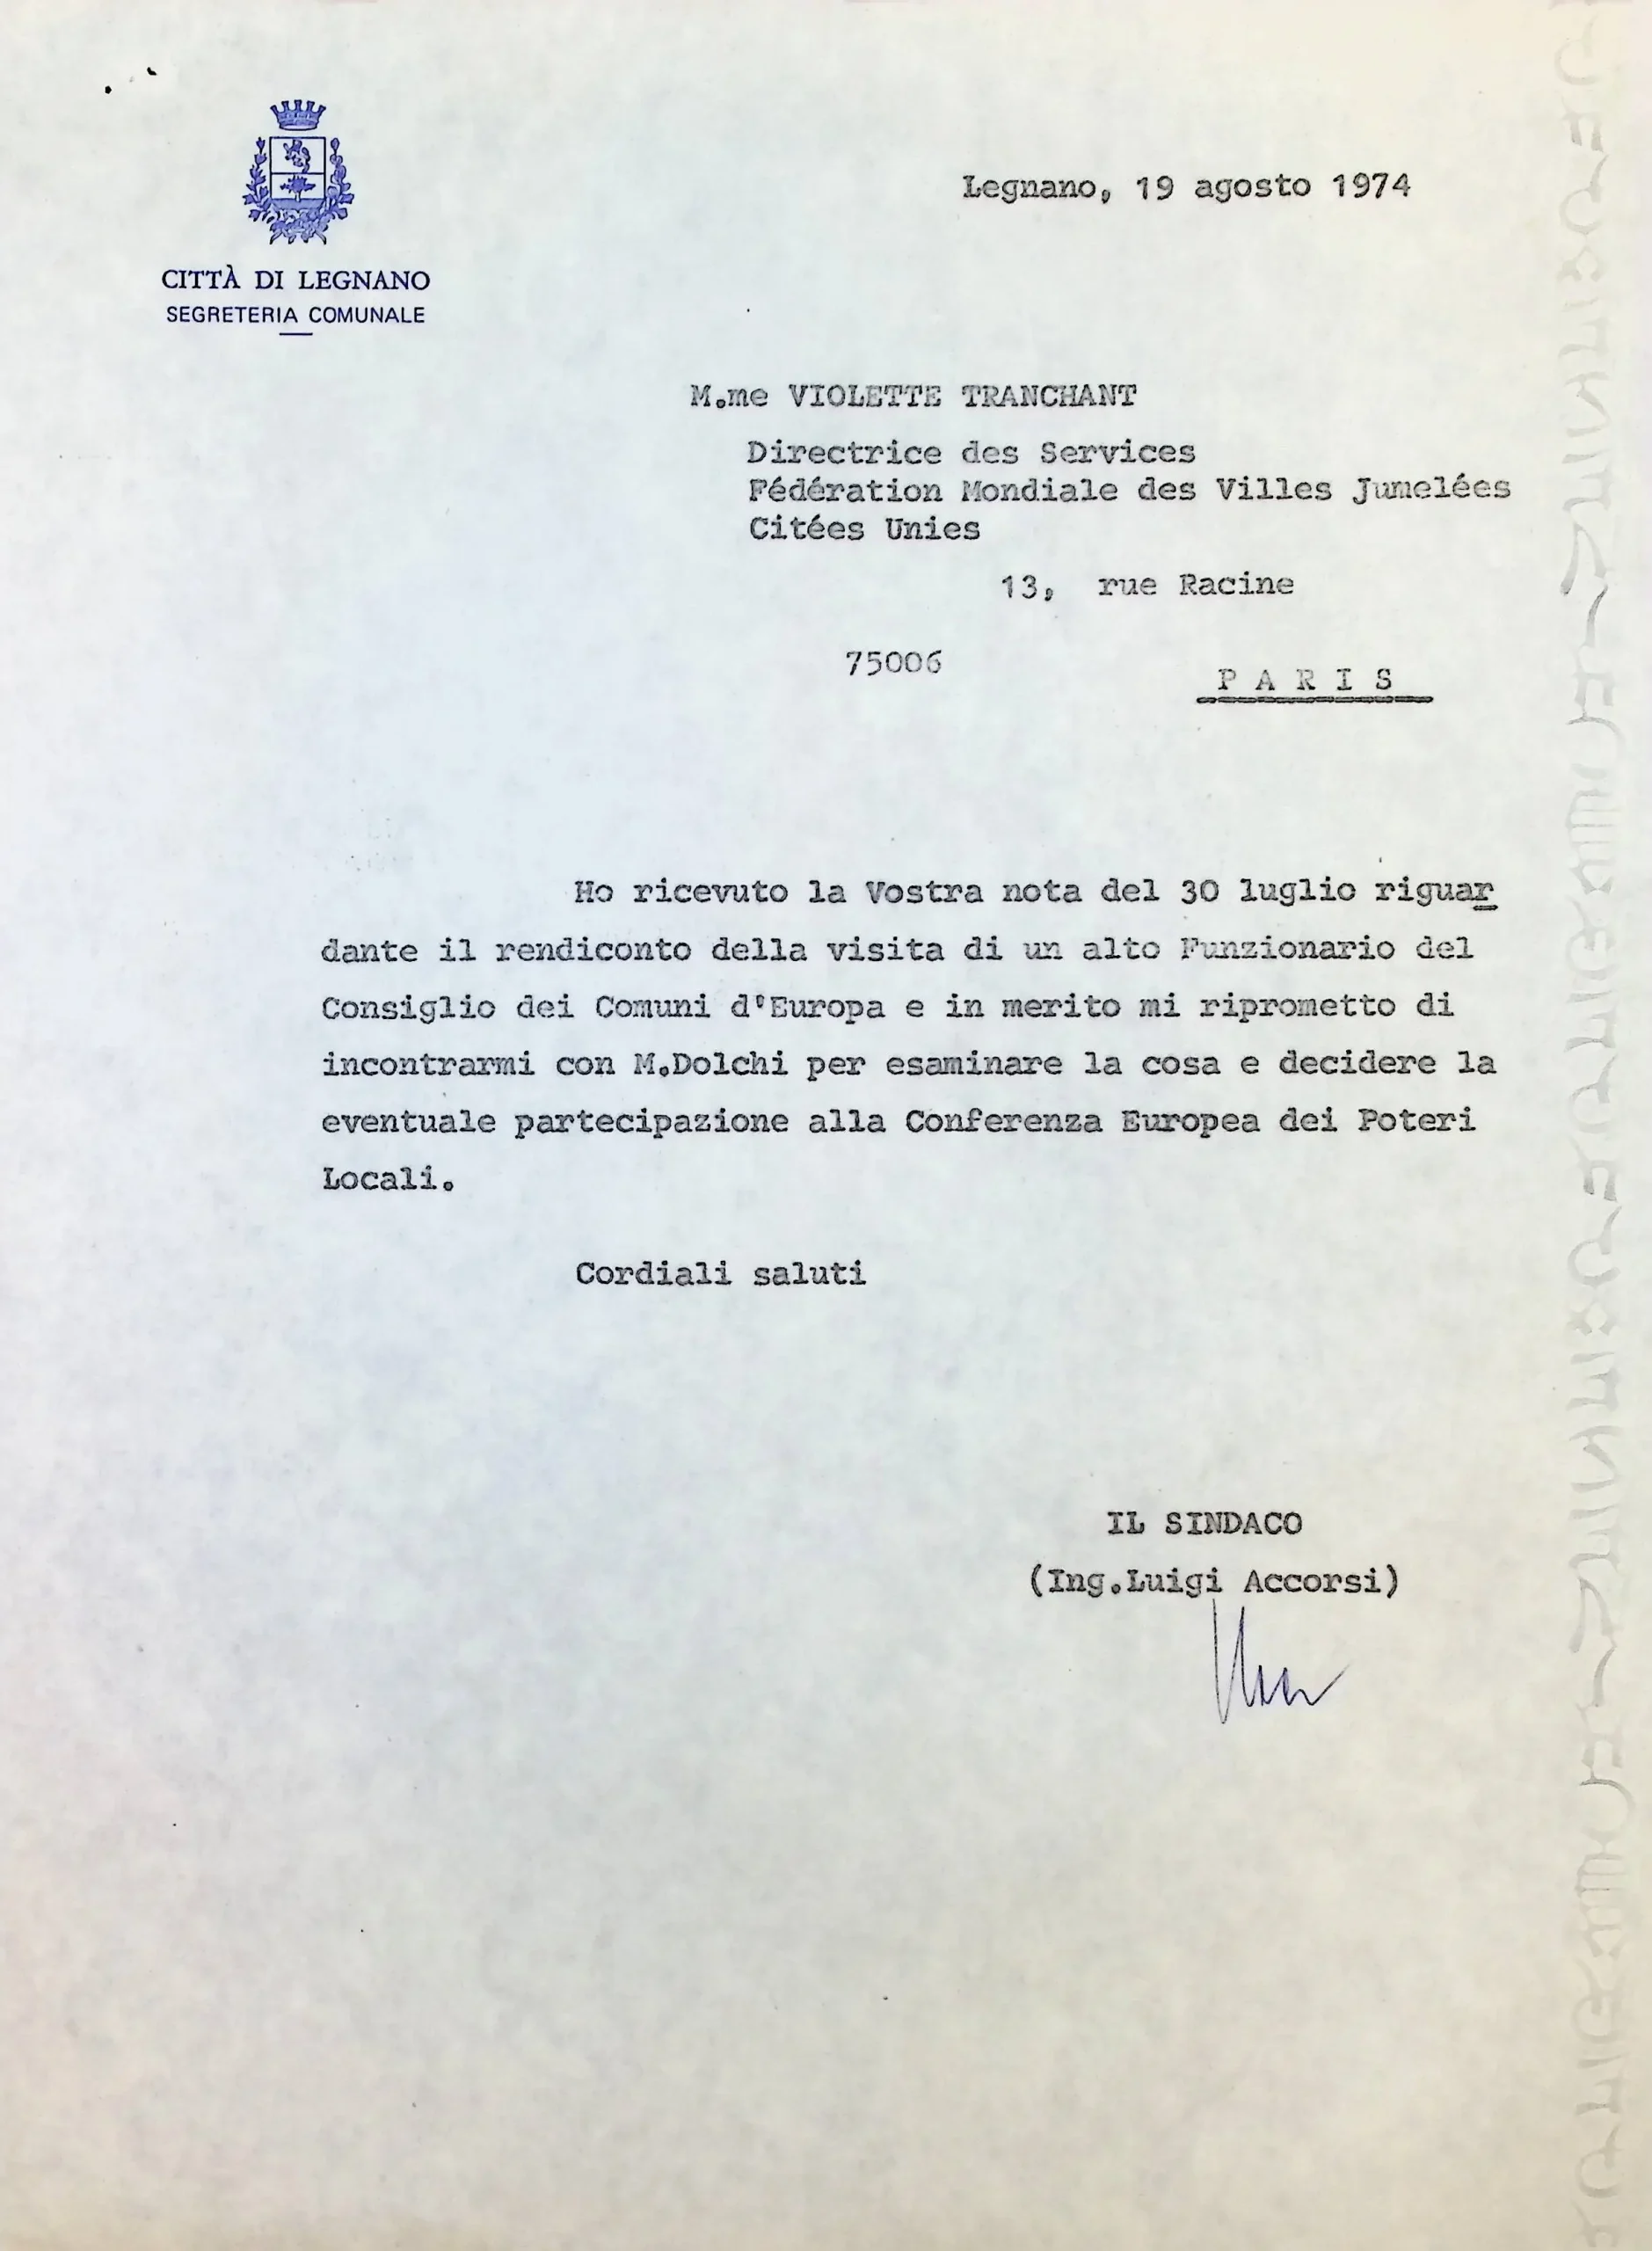 CITTÀ DI LEGNANO
SEGRETERIA COMUNALE
Legnano, 19 agosto 1974
M.me VIOLETTE TRANCHANT
Directrice des Services
Fédération Mondiale des Villes Jumelées
Citées Unies
13, rue Racine
75006
P A R I S
Ho ricevuto la Vostra nota del 30 luglio riguar
dante il rendiconto della visita di un alto Funzionario del
Consiglio dei Comuni d'Europa e in merito mi riprometto di
incontrarmi con M.Dolchi per esaminare la cosa e decidere la
eventuale partecipazione alla Conferenza Europea dei Poteri
Locali.
Cordiali saluti
IL SINDACO
(Ing.Luigi Accorsi)